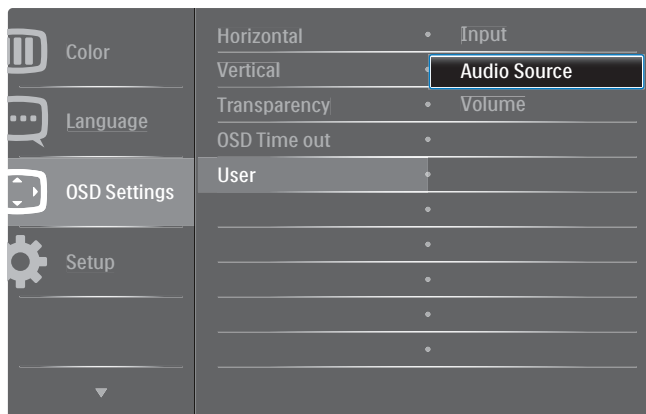 Color
Language
OSD Settings
Setup
Horizontal
Vertical
Transparency
OSD Time out
User
Input
Audio Source
Volume